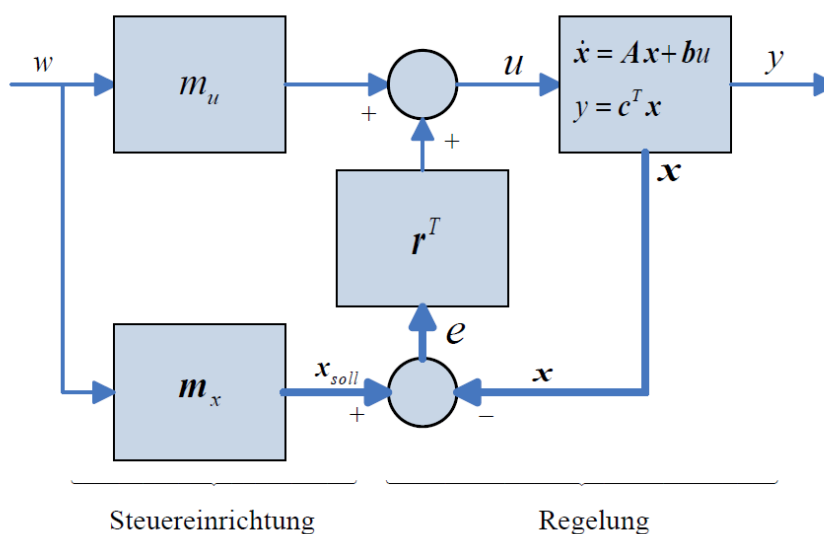 w
m_u
+
+
u
ẋ = Ax + bu
y = c^T x
y
x
r^T
e
m_x
x_soll
+
x
−
Steuereinrichtung
Regelung